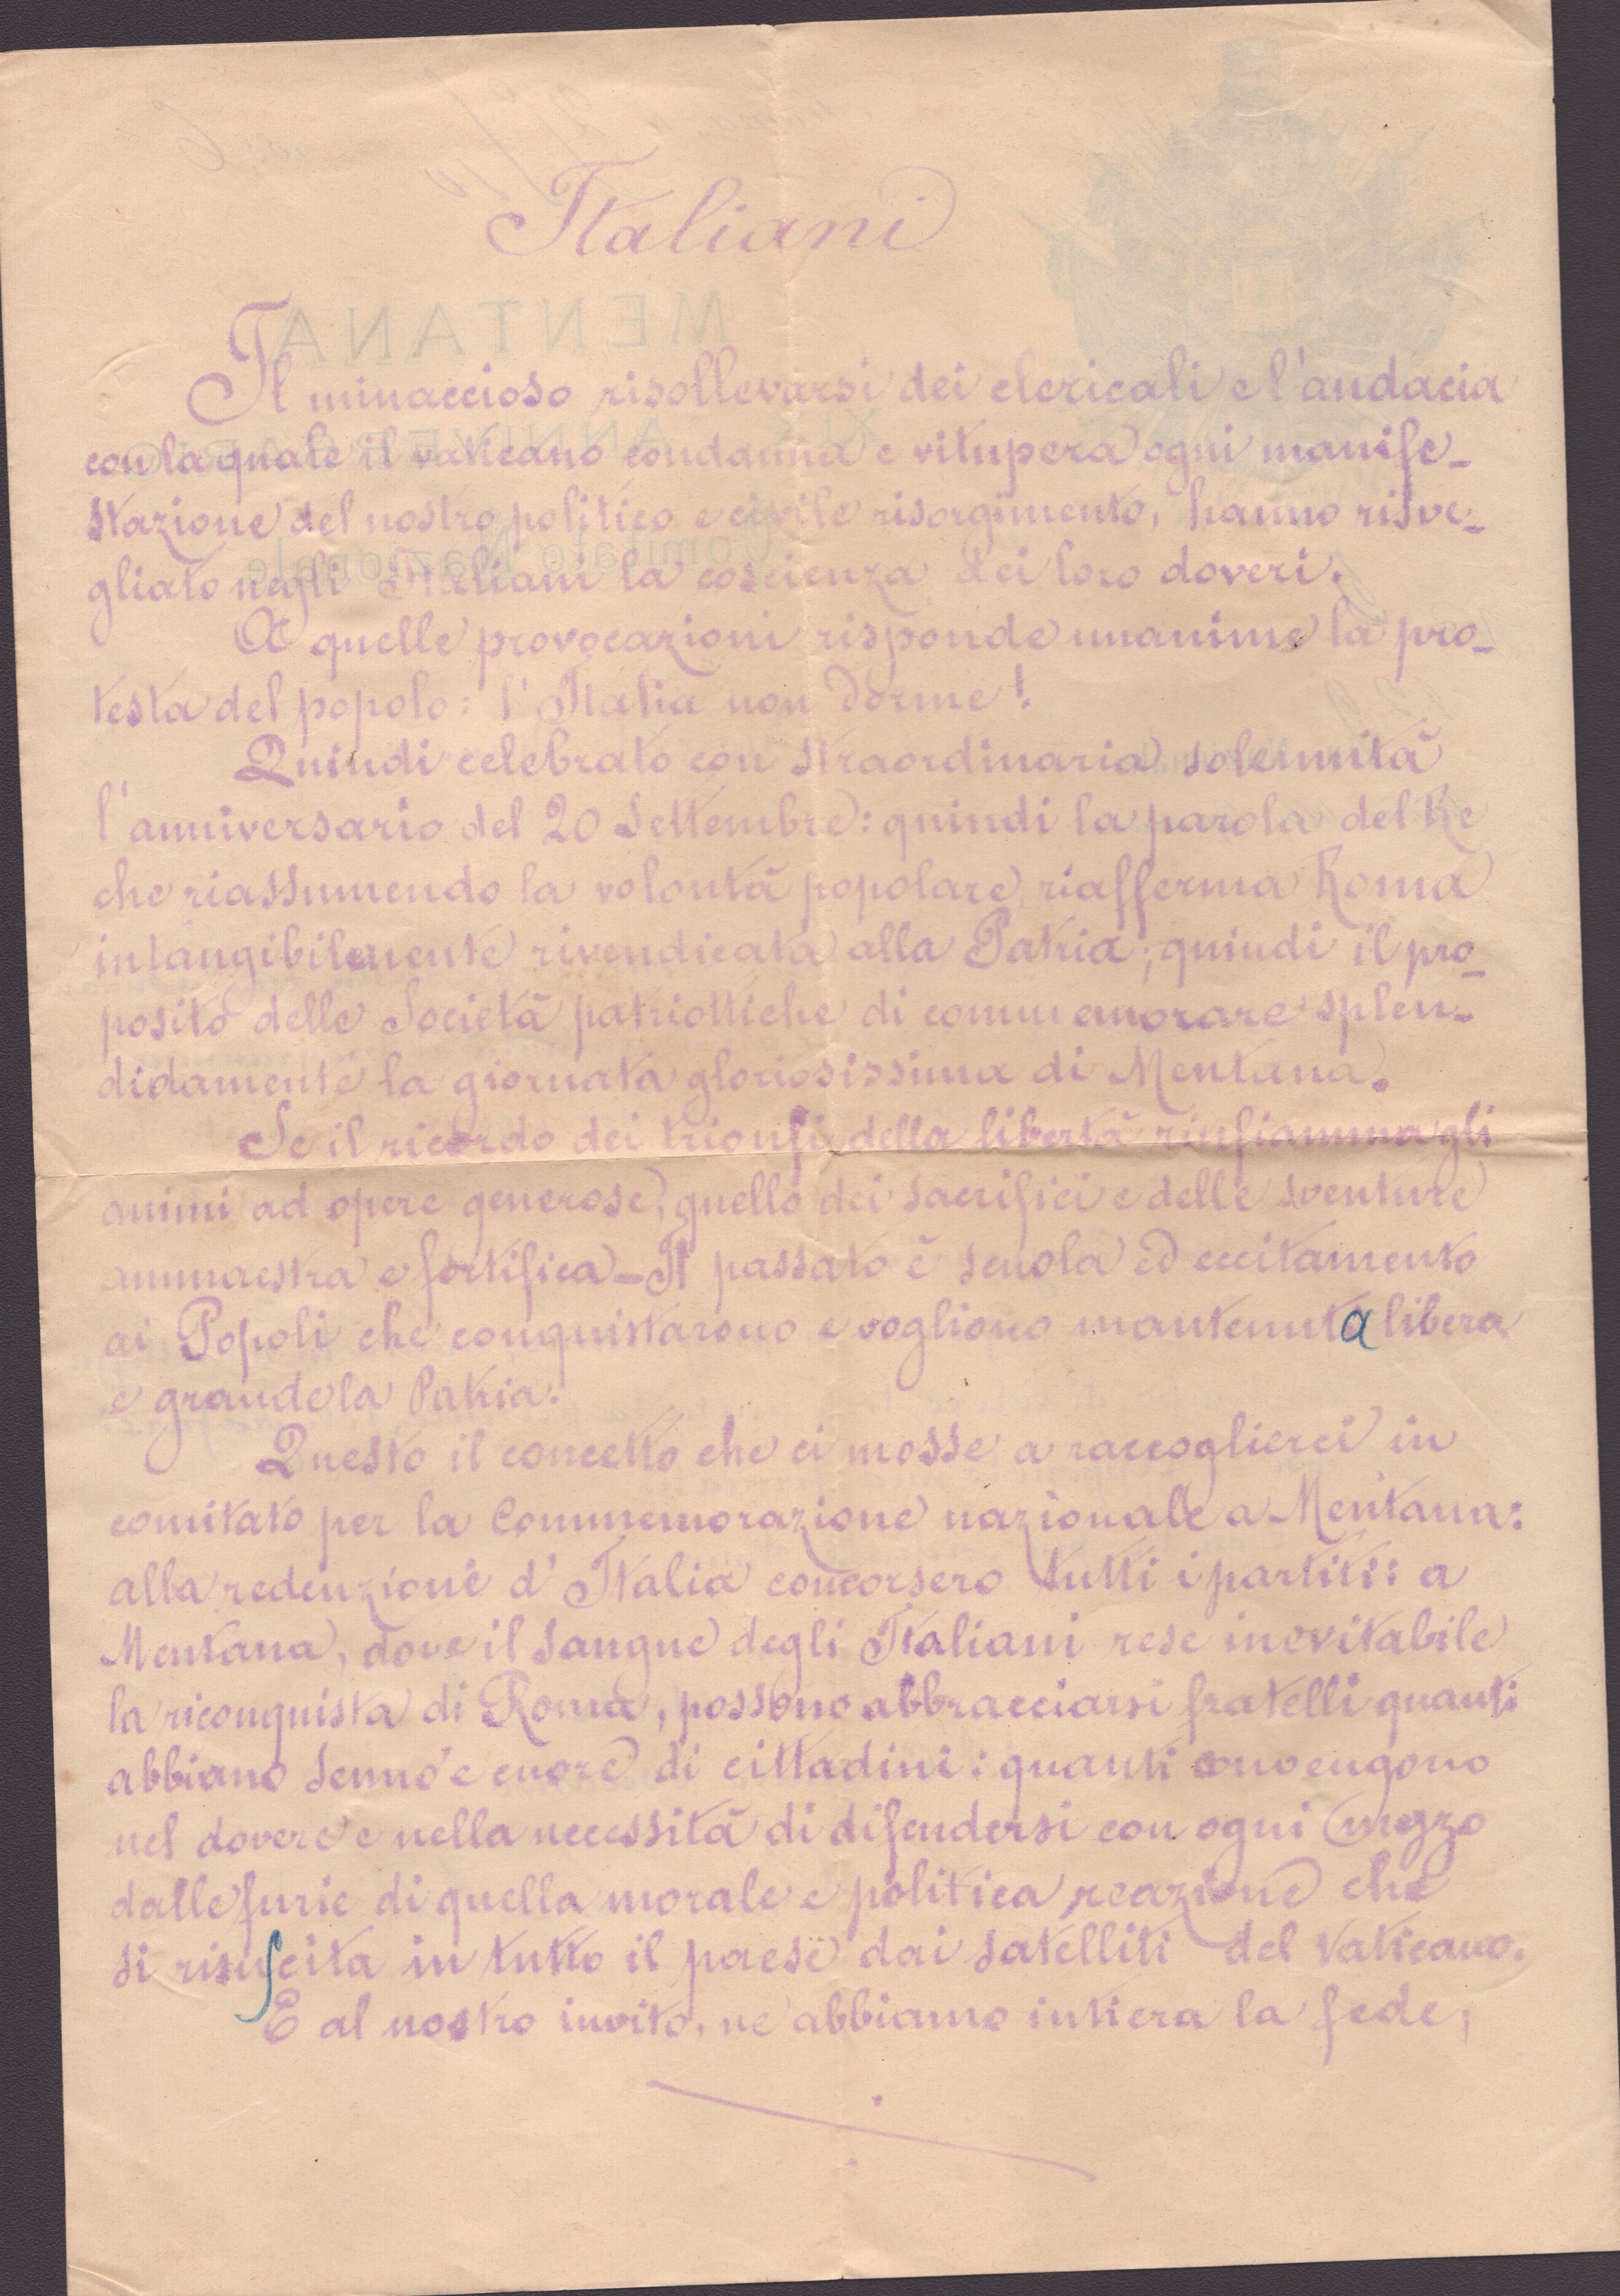 Italiani
Il minaccioso risollevarsi dei clericali e l'audacia
con la quale il vaticano condanna e vitupera ogni manife-
stazione del nostro politico e civile risorgimento, hanno risve-
gliato negli Italiani la coscienza dei loro doveri.
A quelle provocazioni risponde unanime la pro-
testa del popolo: l'Italia non dorme!
Quindi celebrato con straordinaria solennità
l'anniversario del 20 Settembre: quindi la parola del Re
che riassumendo la volontà popolare, riafferma Roma
intangibilmente rivendicata alla Patria; quindi il pro-
posito delle Società patriottiche di commemorare splen-
didamente la giornata gloriosissima di Mentana.
Se il ricordo dei trionfi della libertà rinfiamma gli
animi ad opere generose, quello dei sacrifici e delle sventure
ammaestra e fortifica - Il passato è scuola ed eccitamento
ai Popoli che conquistarono e vogliono mantenuta libera
e grande la Patria.
Questo il concetto che ci mosse a raccoglierci in
comitato per la Commemorazione nazionale a Mentana:
alla redenzione d'Italia concorsero tutti i partiti: a
Mentana, dove il sangue degli Italiani rese inevitabile
la riconquista di Roma, possono abbracciarsi fratelli quanti
abbiano senno e cuore di cittadini: quanti convengono
nel dovere e nella necessità di difendersi con ogni mezzo
dalle furie di quella morale e politica reazione che
si risuscita in tutto il paese dai satelliti del Vaticano.
E al nostro invito, ne abbiamo intiera la fede,